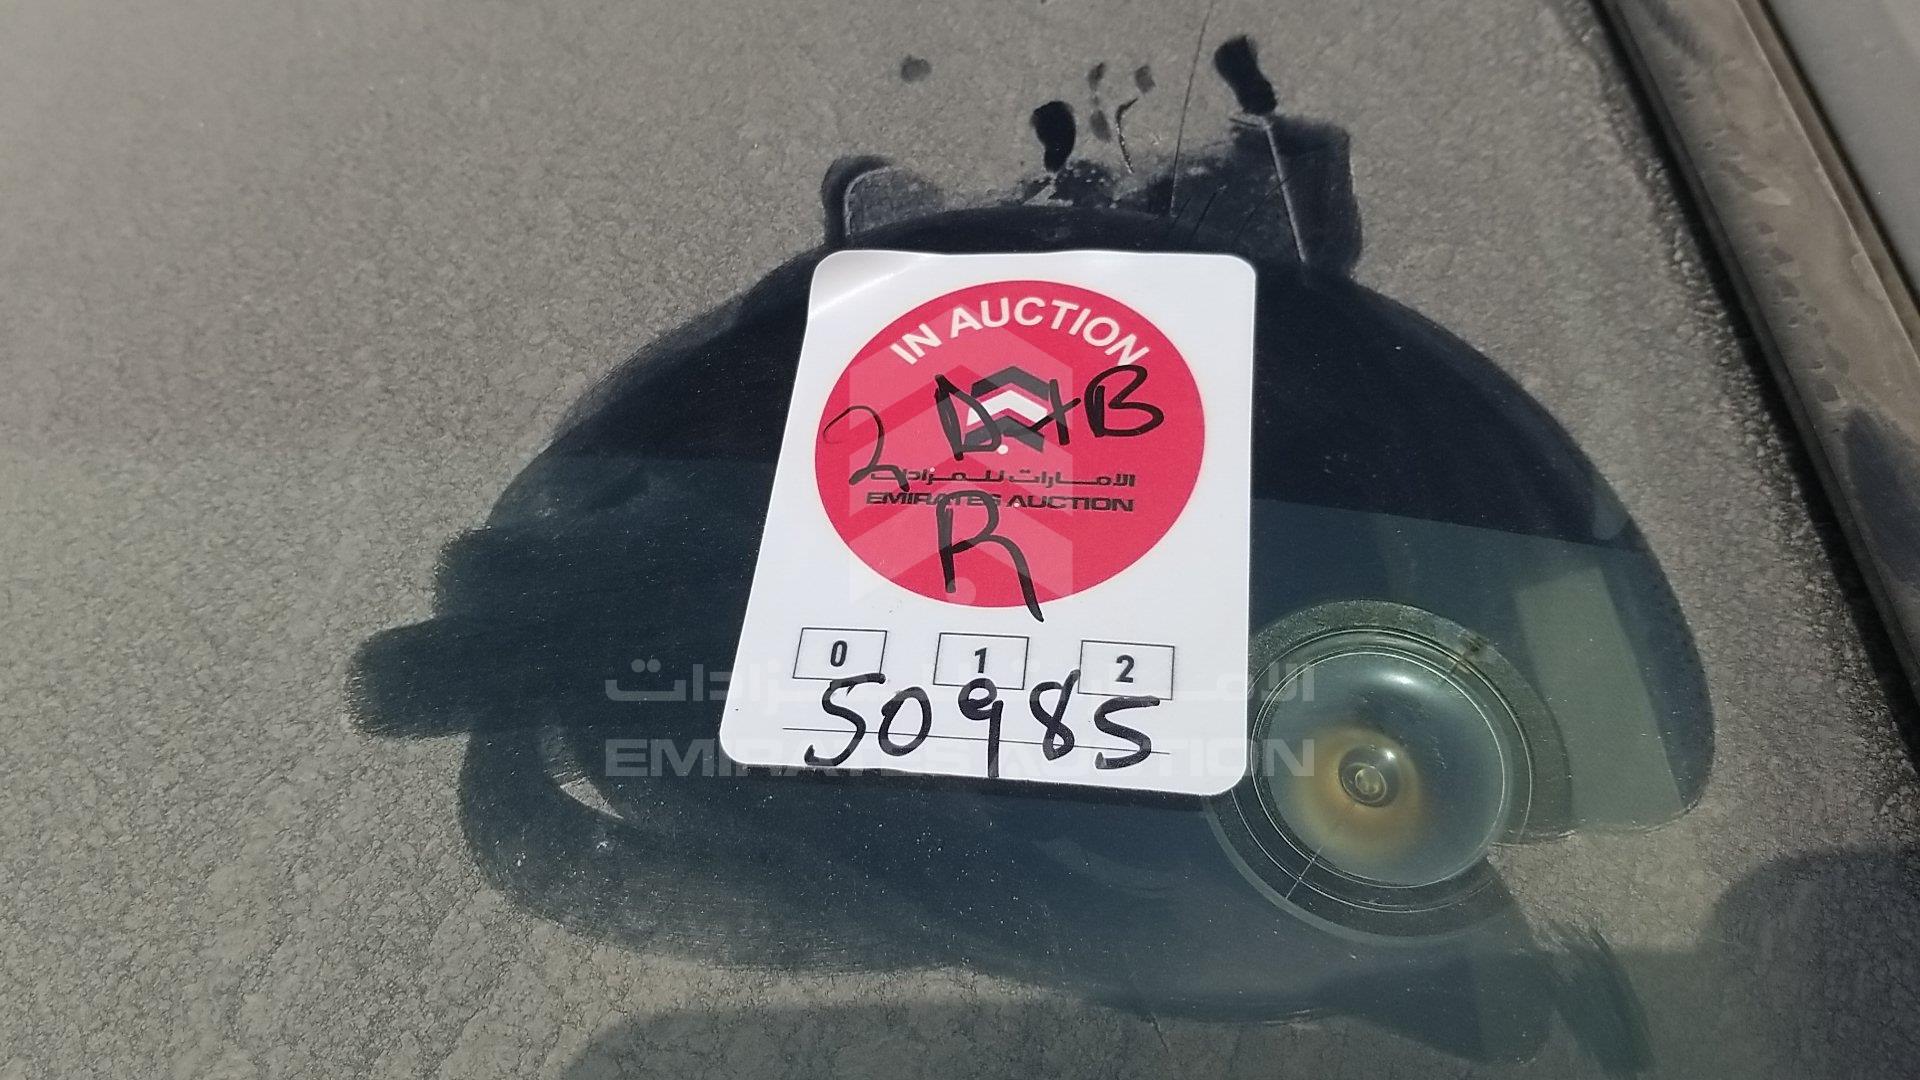 IN AUCTION
2 DXB
الامارات للمزادات
EMIRATES AUCTION
R
0 1 2
50985
الامارات للمزادات
EMIRATES AUCTION